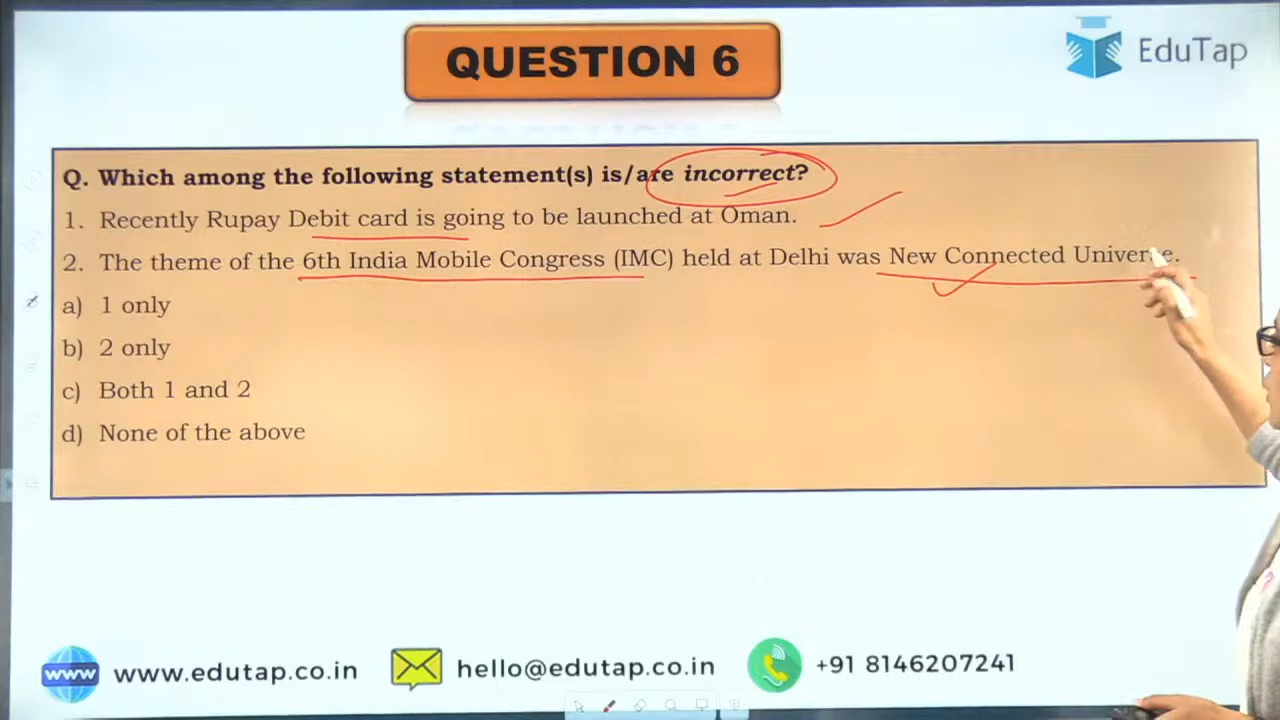 QUESTION 6
EduTap
Q. Which among the following statement(s) is/are incorrect?
1. Recently Rupay Debit card is going to be launched at Oman.
2. The theme of the 6th India Mobile Congress (IMC) held at Delhi was New Connected Universe.
a) 1 only
b) 2 only
c) Both 1 and 2
d) None of the above
www www.edutap.co.in hello@edutap.co.in +91 8146207241